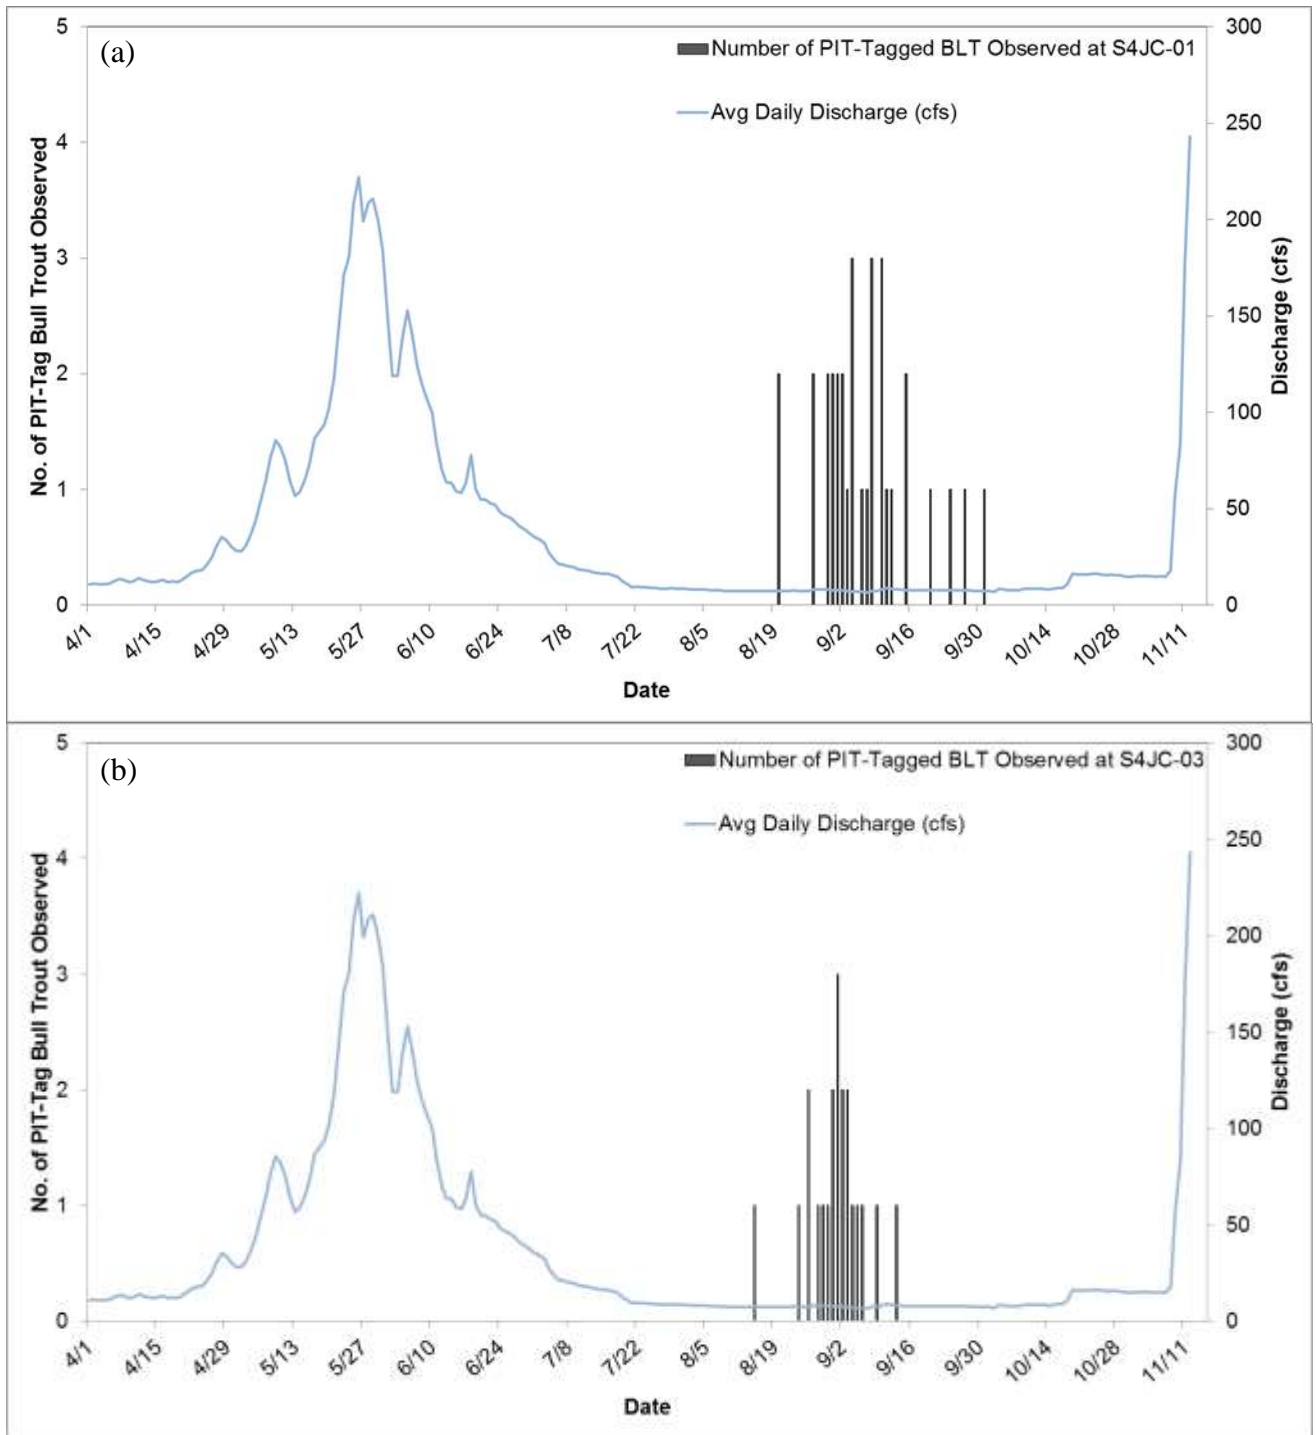 (a)
Number of PIT-Tagged BLT Observed at S4JC-01
Avg Daily Discharge (cfs)
No. of PIT-Tag Bull Trout Observed
5
4
3
2
1
0
300
250
200
150
100
50
0
Discharge (cfs)
4/1 4/15 4/29 5/13 5/27 6/10 6/24 7/8 7/22 8/5 8/19 9/2 9/16 9/30 10/14 10/28 11/11
Date
(b)
Number of PIT-Tagged BLT Observed at S4JC-03
Avg Daily Discharge (cfs)
No. of PIT-Tag Bull Trout Observed
5
4
3
2
1
0
300
250
200
150
100
50
0
Discharge (cfs)
4/1 4/15 4/29 5/13 5/27 6/10 6/24 7/8 7/22 8/5 8/19 9/2 9/16 9/30 10/14 10/28 11/11
Date